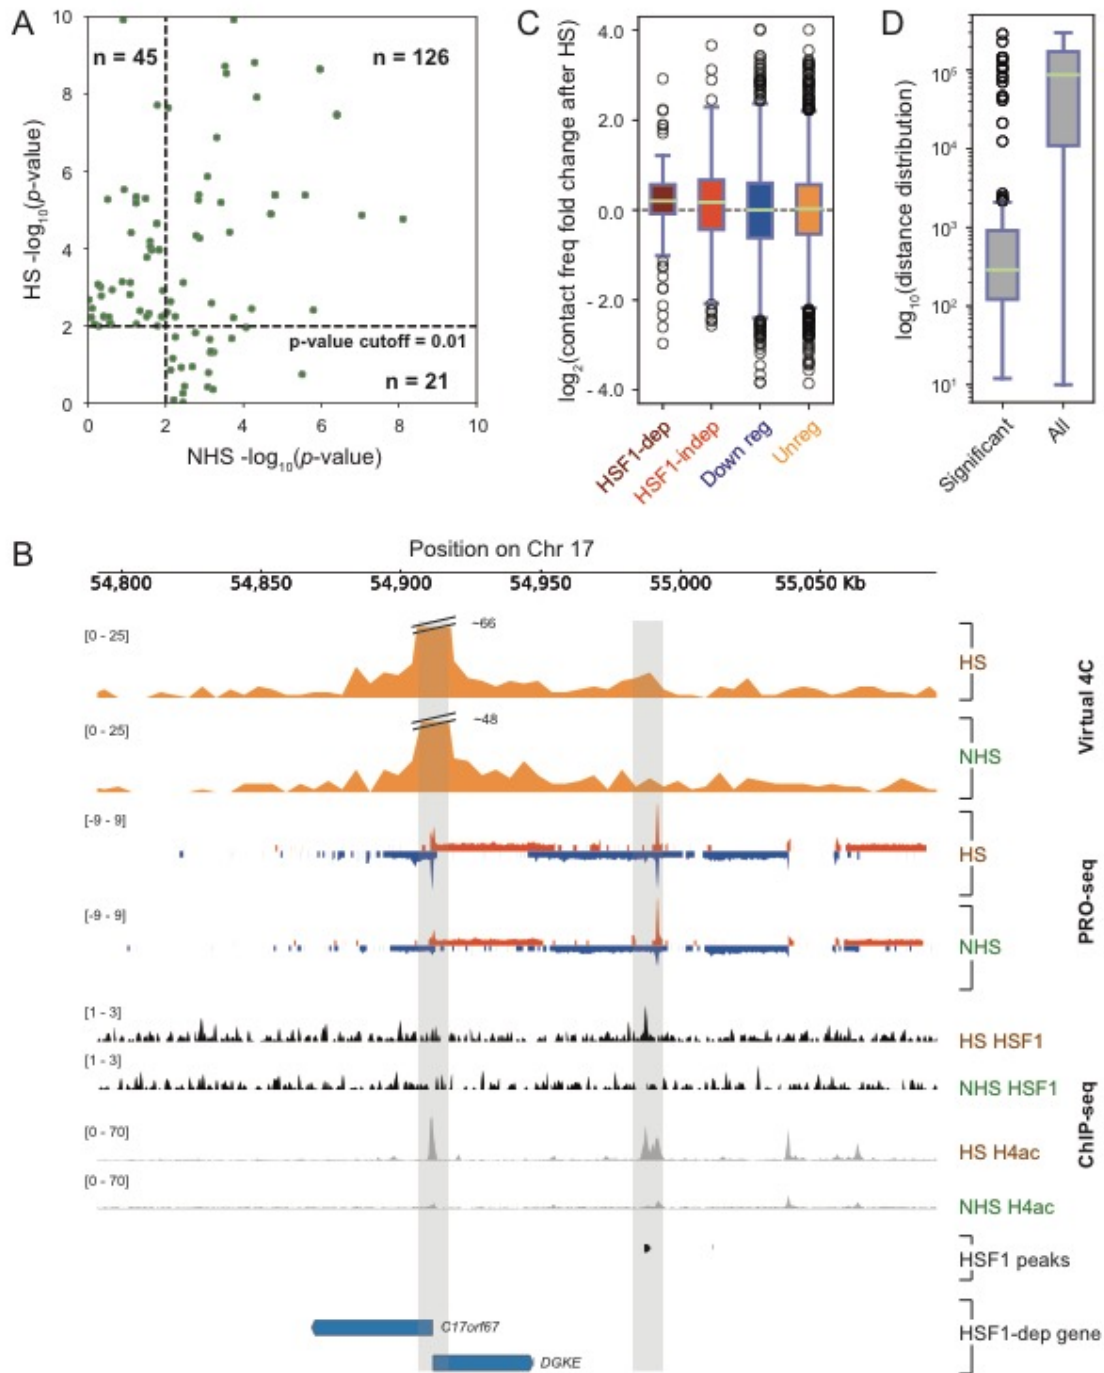 A
10
8
6
4
2
0
HS -log10(p-value)
n = 45
n = 126
p-value cutoff = 0.01
n = 21
0 2 4 6 8 10
NHS -log10(p-value)
C
log2(contact freq fold change after HS)
4.0
2.0
0.0
- 2.0
- 4.0
HSF1-dep
HSF1-indep
Down reg
Unreg
D
log10(distance distribution)
10⁶
10⁵
10⁴
10³
10²
10¹
Significant
All
B
Position on Chr 17
54,800 54,850 54,900 54,950 55,000 55,050 Kb
[0 - 25]
~66
HS
[0 - 25]
~48
NHS
Virtual 4C
[-9 - 9]
HS
[-9 - 9]
NHS
PRO-seq
[1 - 3]
HS HSF1
[1 - 3]
NHS HSF1
[0 - 70]
HS H4ac
[0 - 70]
NHS H4ac
ChIP-seq
HSF1 peaks
C17orf67
HSF1-dep gene
DGKE